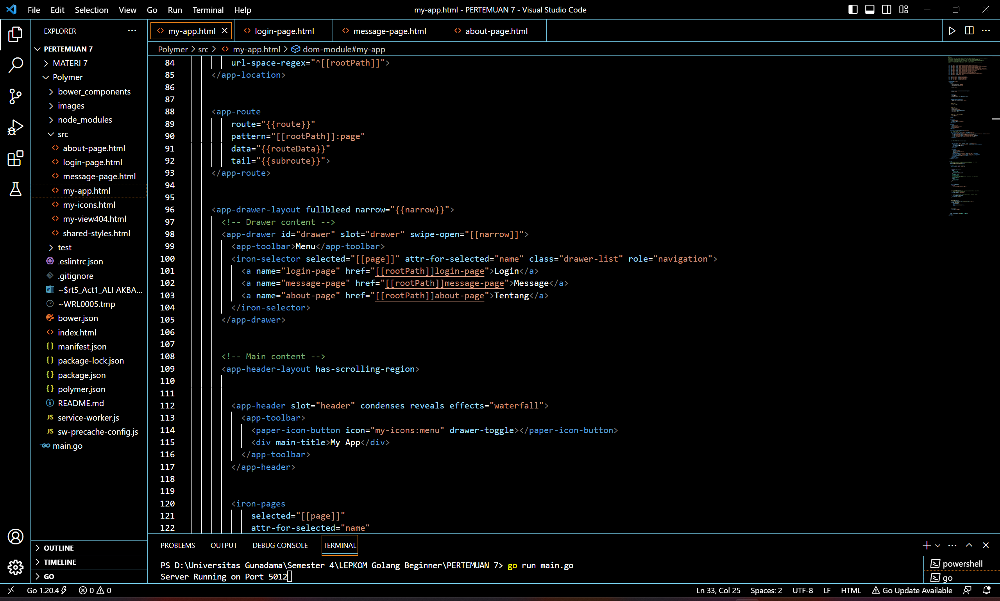 File Edit Selection View Go Run Terminal Help
my-app.html - PERTEMUAN 7 - Visual Studio Code
EXPLORER
PERTEMUAN 7
MATERI 7
Polymer
bower_components
images
node_modules
src
about-page.html
login-page.html
message-page.html
my-app.html
my-icons.html
my-view404.html
shared-styles.html
test
.eslintrc.json
.gitignore
~$rt5_Act1_ALI AKBA...
~WRL0005.tmp
bower.json
index.html
manifest.json
package-lock.json
package.json
polymer.json
README.md
service-worker.js
sw-precache-config.js
main.go
OUTLINE
TIMELINE
GO
my-app.html login-page.html message-page.html about-page.html
Polymer > src > my-app.html > dom-module#my-app
84 url-space-regex="^[[rootPath]]">
85 </app-location>
86
87
88 <app-route
89 route="{{route}}"
90 pattern="[[rootPath]]:page"
91 data="{{routeData}}"
92 tail="{{subroute}}">
93 </app-route>
94
95
96 <app-drawer-layout fullbleed narrow="{{narrow}}">
97 <!-- Drawer content -->
98 <app-drawer id="drawer" slot="drawer" swipe-open="[[narrow]]">
99 <app-toolbar>Menu</app-toolbar>
100 <iron-selector selected="[[page]]" attr-for-selected="name" class="drawer-list" role="navigation">
101 <a name="login-page" href="[[rootPath]]login-page">Login</a>
102 <a name="message-page" href="[[rootPath]]message-page">Message</a>
103 <a name="about-page" href="[[rootPath]]about-page">Tentang</a>
104 </iron-selector>
105 </app-drawer>
106
107
108 <!-- Main content -->
109 <app-header-layout has-scrolling-region>
110
111
112 <app-header slot="header" condenses reveals effects="waterfall">
113 <app-toolbar>
114 <paper-icon-button icon="my-icons:menu" drawer-toggle></paper-icon-button>
115 <div main-title>My App</div>
116 </app-toolbar>
117 </app-header>
118
119
120 <iron-pages
121 selected="[[page]]"
122 attr-for-selected="name"
PROBLEMS OUTPUT DEBUG CONSOLE TERMINAL
PS D:\Universitas Gunadama\Semester 4\LEPKOM Golang Beginner\PERTEMUAN 7> go run main.go
Server Running on Port 5012
powershell
go
Go 1.20.4 0 0 Ln 33, Col 25 Spaces: 2 UTF-8 LF HTML Go Update Available